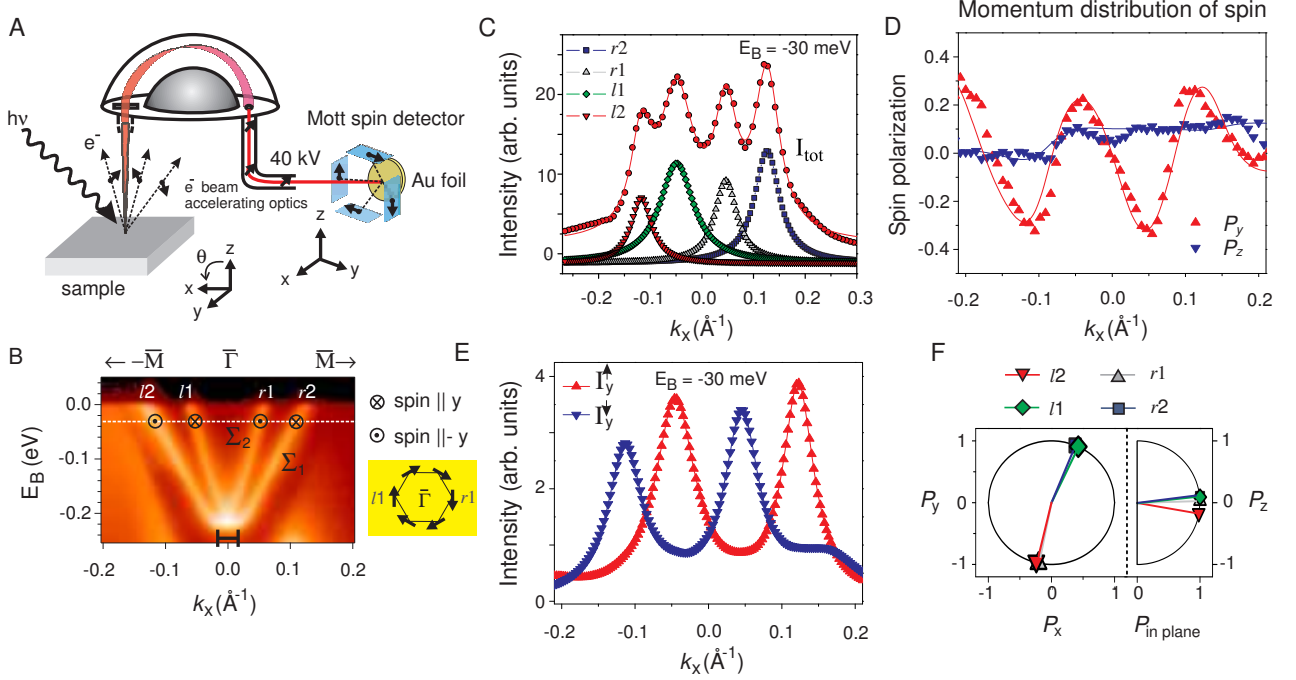 A
hν
e⁻
40 kV
e⁻ beam
accelerating optics
Mott spin detector
Au foil
sample
θ
z
x
y
z
x
y
B
← −M̅
Γ̅
M̅→
E_B (eV)
0.0
-0.1
-0.2
l2
l1
r1
r2
Σ₂
Σ₁
-0.2
-0.1
0.0
0.1
0.2
k_x(Å⁻¹)
⊗ spin || y
⊙ spin ||- y
l1
Γ̅
r1
C
E_B = -30 meV
r2
r1
l1
l2
I_tot
Intensity (arb. units)
20
10
0
-0.2
-0.1
0.0
0.1
0.2
0.3
k_x(Å⁻¹)
Momentum distribution of spin
D
Spin polarization
0.4
0.2
0.0
-0.2
-0.4
P_y
P_z
-0.2
-0.1
0.0
0.1
0.2
k_x(Å⁻¹)
E
I_y↑
I_y↓
E_B = -30 meV
Intensity (arb. units)
4
3
2
1
0
-0.2
-0.1
0.0
0.1
0.2
k_x(Å⁻¹)
F
l2
r1
l1
r2
P_y
1
0
-1
-1
0
1
P_x
0
1
P_in plane
1
0
-1
P_z